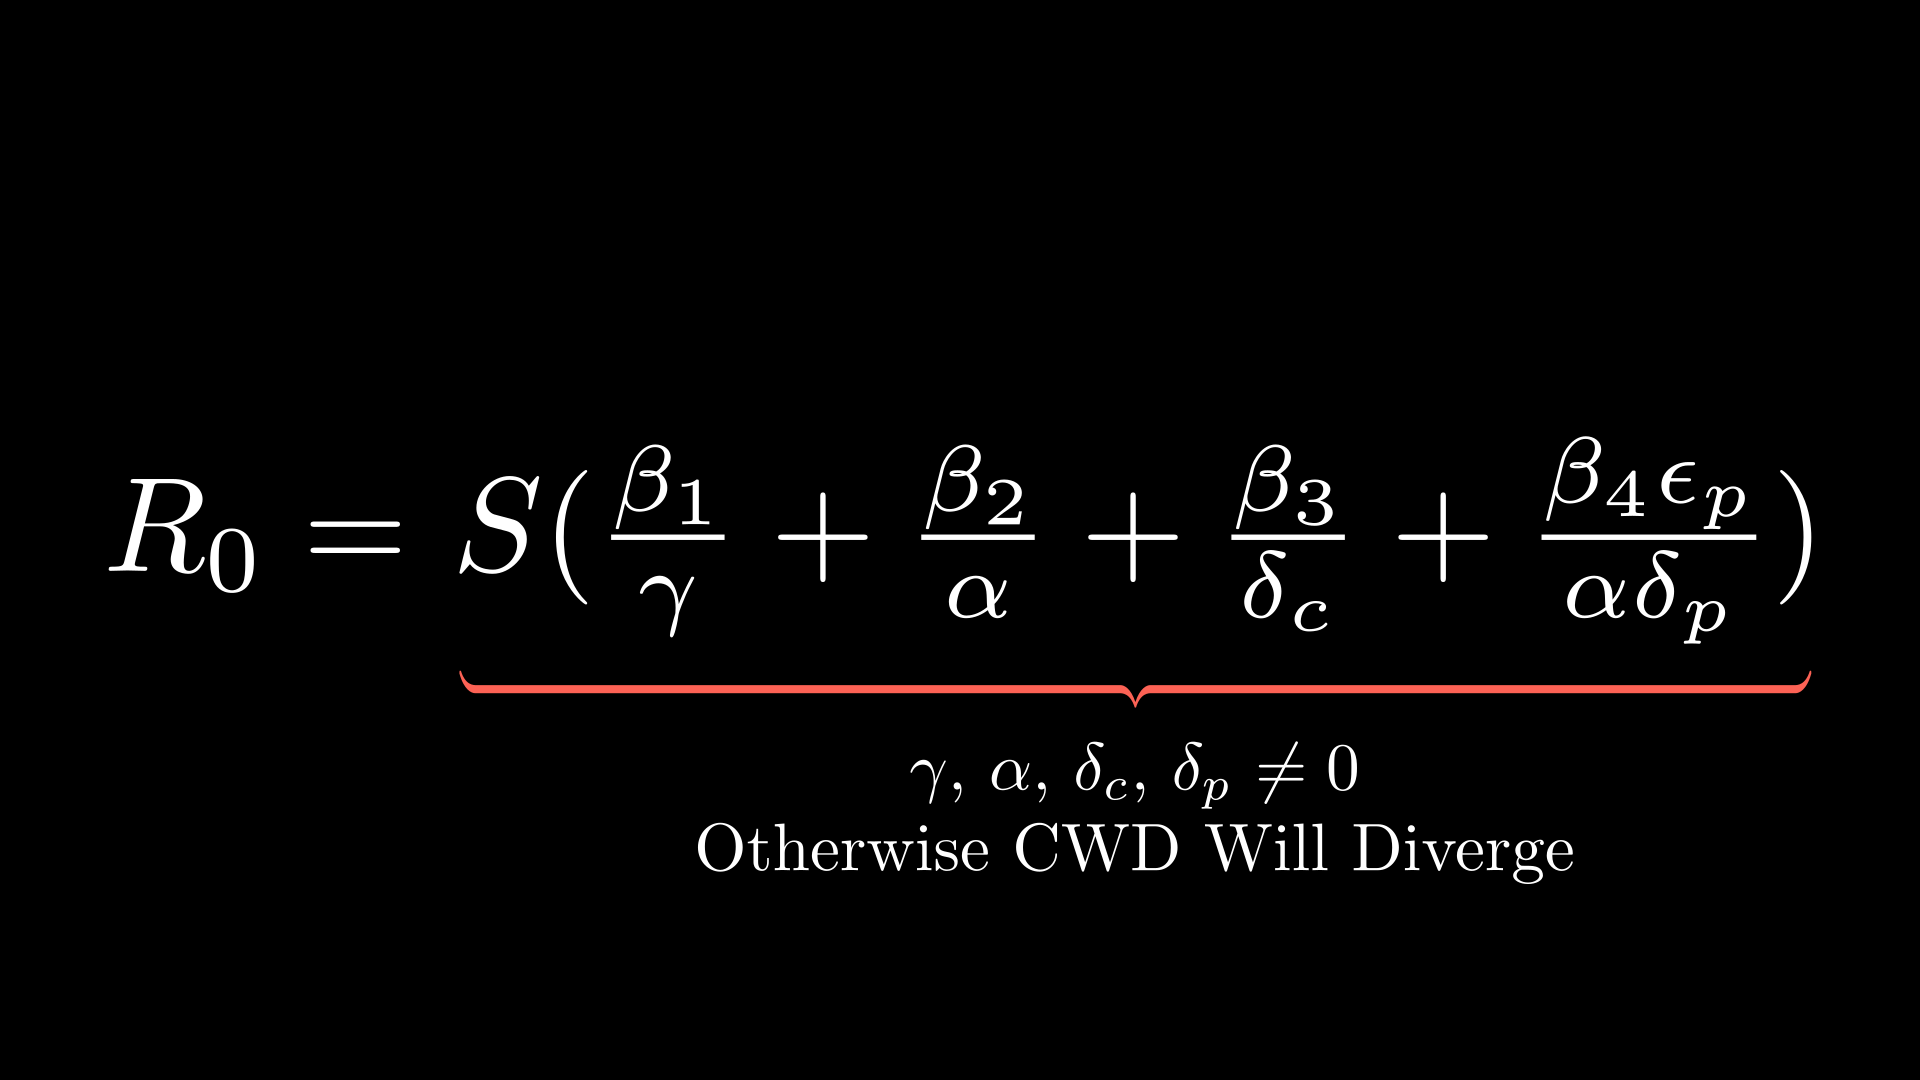 R₀ = S(β₁/γ + β₂/α + β₃/δ_c + β₄ϵ_p/αδ_p)
γ, α, δ_c, δ_p ≠ 0
Otherwise CWD Will Diverge